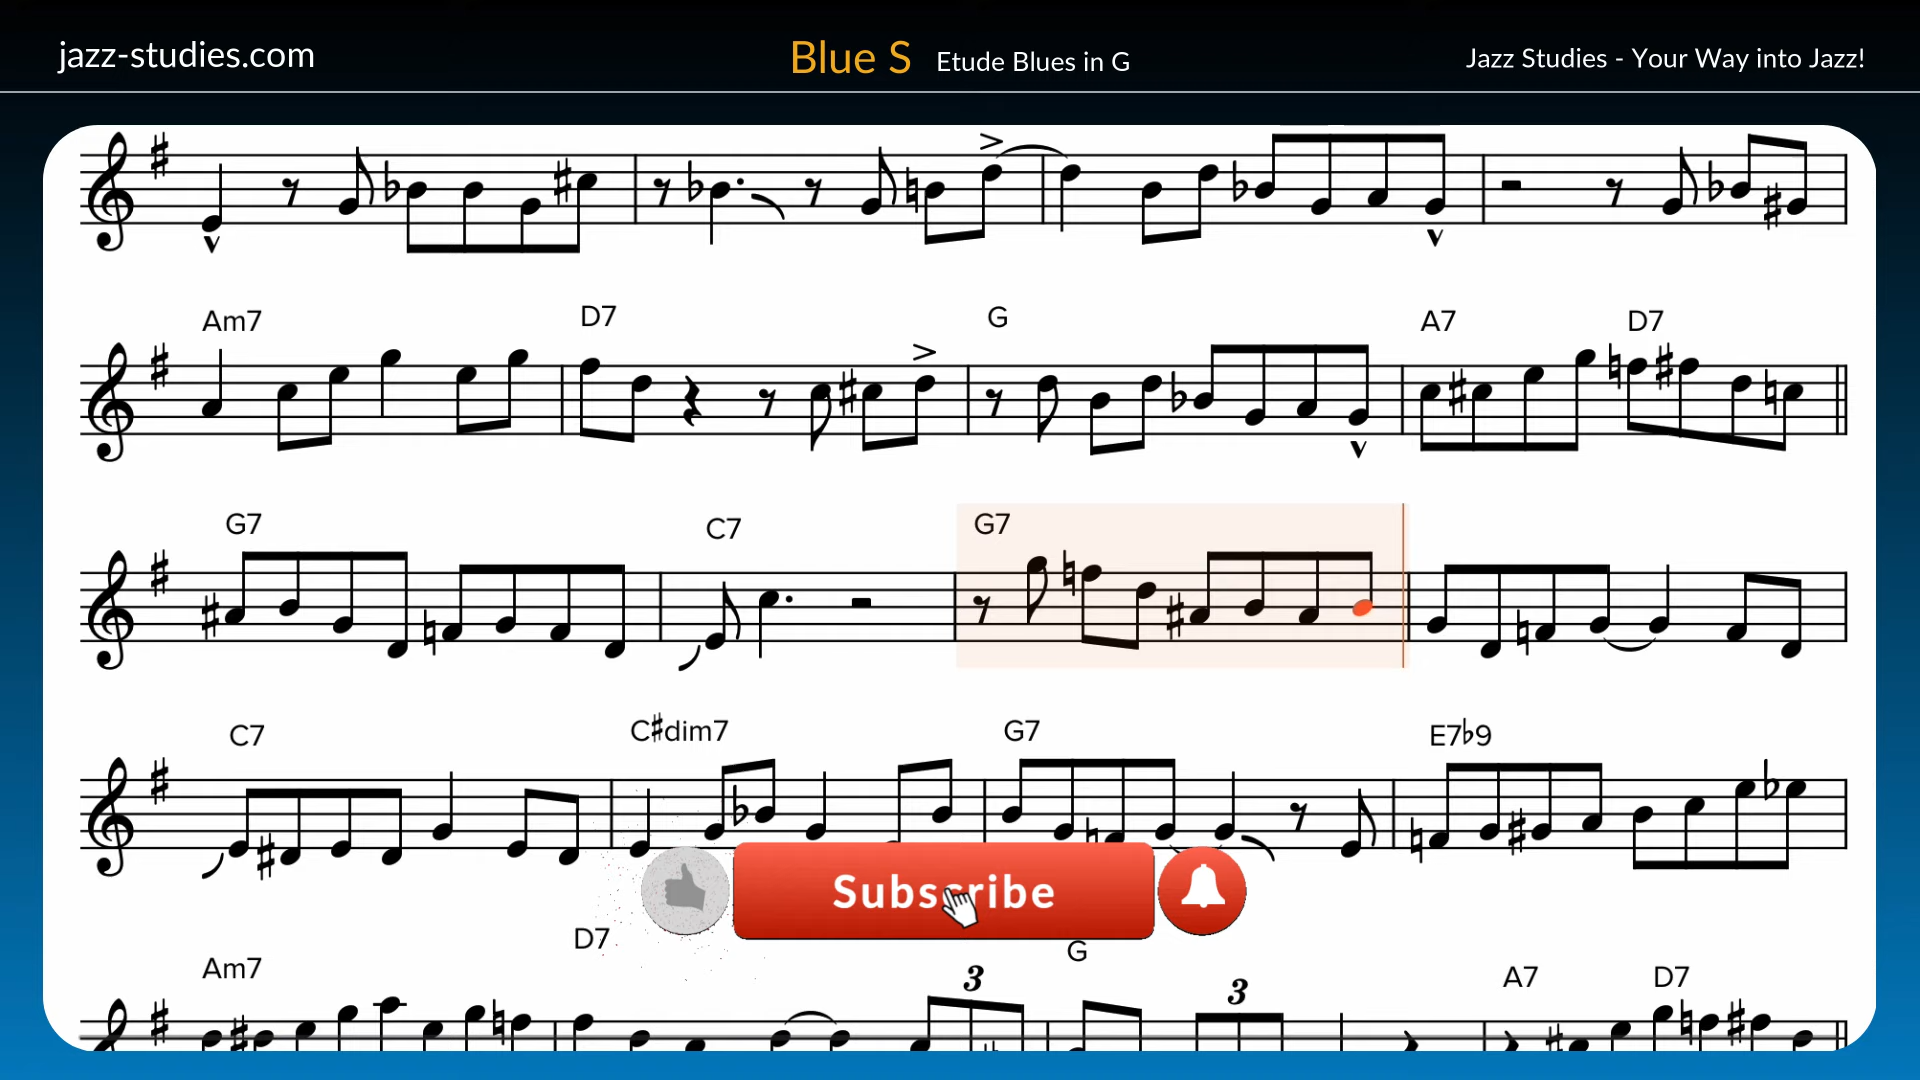 jazz-studies.com
Blue S Etude Blues in G
Jazz Studies - Your Way into Jazz!
Am7 D7 G A7 D7
G7 C7 G7
C7 C♯dim7 G7 E7♭9
Subscribe
Am7 D7 G A7 D7
3 3